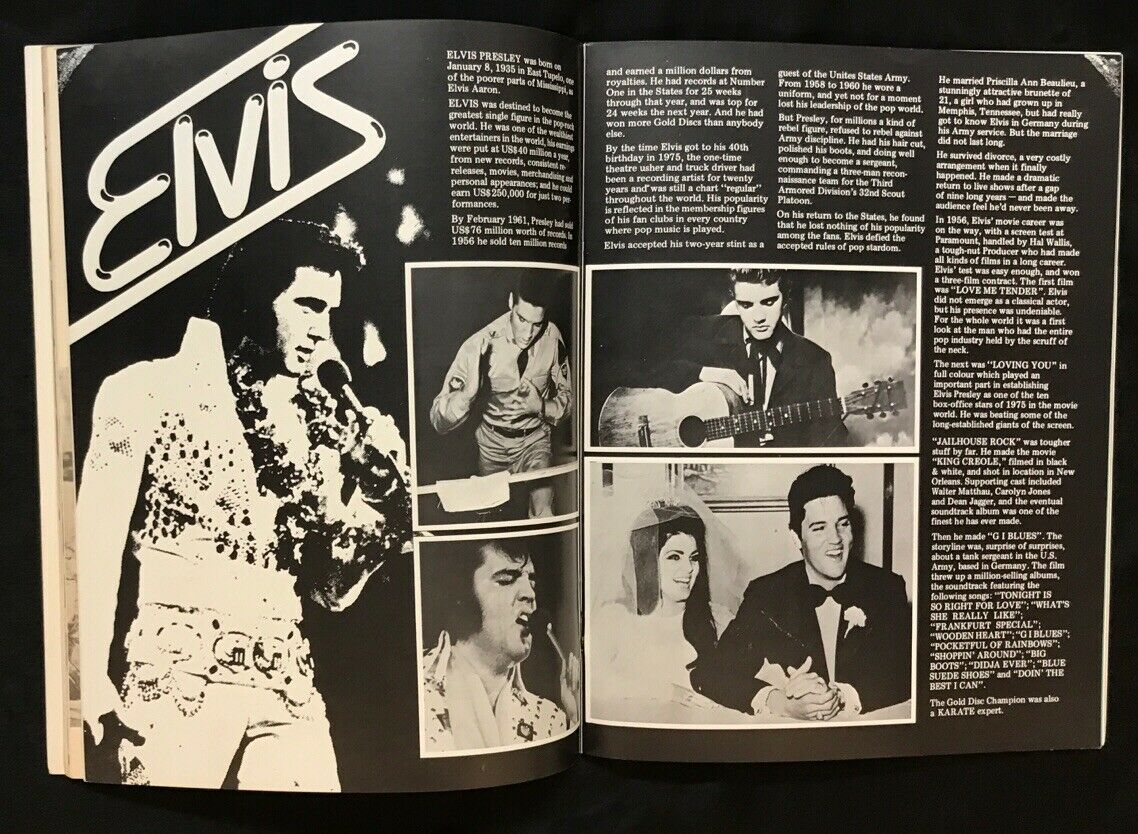 ELVIS
ELVIS PRESLEY was born on
January 8, 1935 in East Tupelo, one
of the poorer parts of Mississippi, as
Elvis Aaron.
ELVIS was destined to become the
greatest single figure in the pop-rock
world. He was one of the wealthiest
entertainers in the world, his earnings
were put at US$40 million a year,
from new records, consistent re-
releases, movies, merchandising and
personal appearances; and he could
earn US$250,000 for just two per-
formances.
By February 1961, Presley had sold
US$76 million worth of records. In
1956 he sold ten million records
and earned a million dollars from
royalties. He had records at Number
One in the States for 25 weeks
through that year, and was top for
24 weeks the next year. And he had
won more Gold Discs than anybody
else.
By the time Elvis got to his 40th
birthday in 1975, the one-time
theatre usher and truck driver had
been a recording artist for twenty
years and was still a chart "regular"
throughout the world. His popularity
is reflected in the membership figures
of his fan clubs in every country
where pop music is played.
Elvis accepted his two-year stint as a
guest of the Unites States Army.
From 1958 to 1960 he wore a
uniform, and yet not for a moment
lost his leadership of the pop world.
But Presley, for millions a kind of
rebel figure, refused to rebel against
Army discipline. He had his hair cut,
polished his boots, and doing well
enough to become a sergeant,
commanding a three-man recon-
naissance team for the Third
Armored Division's 32nd Scout
Platoon.
On his return to the States, he found
that he lost nothing of his popularity
among the fans. Elvis defied the
accepted rules of pop stardom.
He married Priscilla Ann Beaulieu, a
stunningly attractive brunette of
21, a girl who had grown up in
Memphis, Tennessee, but had really
got to know Elvis in Germany during
his Army service. But the marriage
did not last long.
He survived divorce, a very costly
arrangement when it finally
happened. He made a dramatic
return to live shows after a gap
of nine long years — and made the
audience feel he'd never been away.
In 1956, Elvis' movie career was
on the way, with a screen test at
Paramount, handled by Hal Wallis,
a tough-nut Producer who had made
all kinds of films in a long career.
Elvis' test was easy enough, and won
a three-film contract. The first film
was "LOVE ME TENDER". Elvis
did not emerge as a classical actor,
but his presence was undeniable.
For the whole world it was a first
look at the man who had the entire
pop industry held by the scruff of
the neck.
The next was "LOVING YOU" in
full colour which played an
important part in establishing
Elvis Presley as one of the ten
box-office stars of 1975 in the movie
world. He was beating some of the
long-established giants of the screen.
"JAILHOUSE ROCK" was tougher
stuff by far. He made the movie
"KING CREOLE," filmed in black
& white, and shot in location in New
Orleans. Supporting cast included
Walter Matthau, Carolyn Jones
and Dean Jagger, and the eventual
soundtrack album was one of the
finest he has ever made.
Then he made "G I BLUES". The
storyline was, surprise of surprises,
about a tank sergeant in the U.S.
Army, based in Germany. The film
threw up a million-selling albums,
the soundtrack featuring the
following songs: "TONIGHT IS
SO RIGHT FOR LOVE"; "WHAT'S
SHE REALLY LIKE";
"FRANKFURT SPECIAL";
"WOODEN HEART"; "G I BLUES";
"POCKETFUL OF RAINBOWS";
"SHOPPIN' AROUND"; "BIG
BOOTS"; "DIDJA EVER"; "BLUE
SUEDE SHOES" and "DOIN' THE
BEST I CAN".
The Gold Disc Champion was also
a KARATE expert.